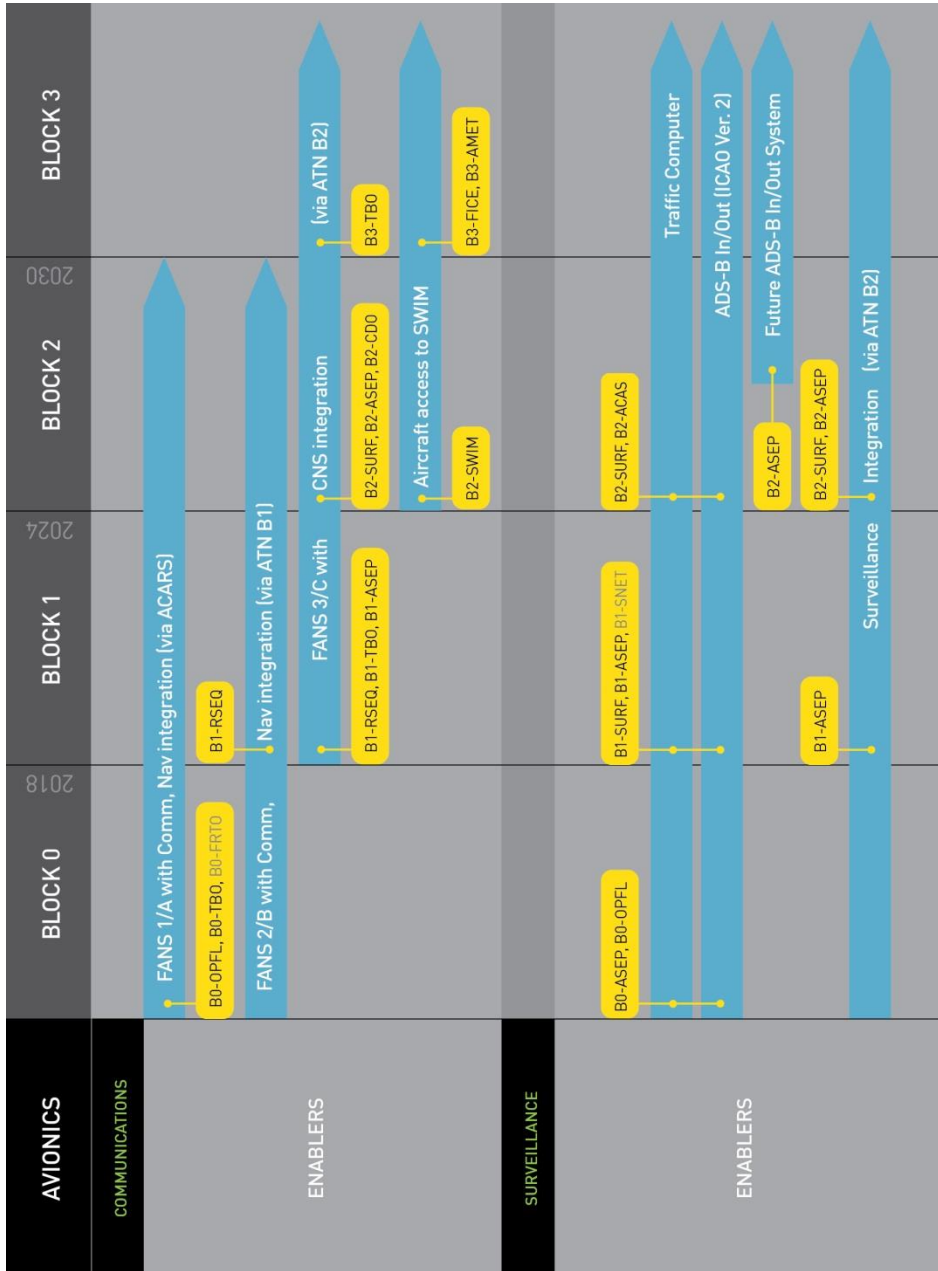 AVIONICS
BLOCK 0
2018
BLOCK 1
2024
BLOCK 2
2030
BLOCK 3
COMMUNICATIONS
ENABLERS
FANS 1/A with Comm, Nav integration (via ACARS)
B0-OPFL, B0-TBO, B0-FRTO
B1-RSEQ
FANS 2/B with Comm, Nav integration (via ATN B1)
FANS 3/C with CNS integration (via ATN B2)
B1-RSEQ, B1-TBO, B1-ASEP
B2-SURF, B2-ASEP, B2-CDO
B3-TBO
Aircraft access to SWIM
B2-SWIM
B3-FICE, B3-AMET
SURVEILLANCE
ENABLERS
B0-ASEP, B0-OPFL
B1-SURF, B1-ASEP, B1-SNET
B2-SURF, B2-ACAS
Traffic Computer
ADS-B In/Out (ICAO Ver. 2)
B2-ASEP
Future ADS-B In/Out System
B1-ASEP
B2-SURF, B2-ASEP
Surveillance Integration (via ATN B2)